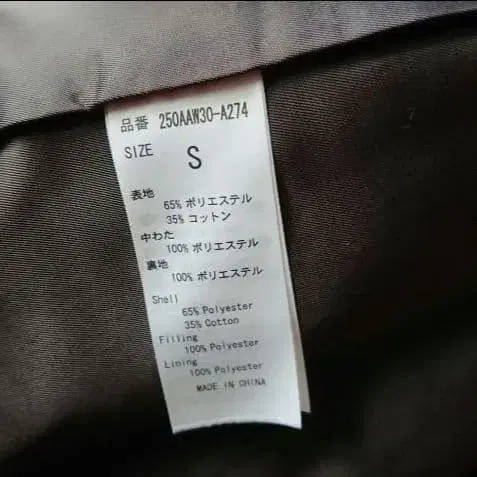 品番 250AAW30-A274
SIZE S
表地
65% ポリエステル
35% コットン
中わた
100% ポリエステル
裏地
100% ポリエステル
Shell
65% Polyester
35% Cotton
Filling
100% Polyester
Lining
100% Polyester
MADE IN CHINA